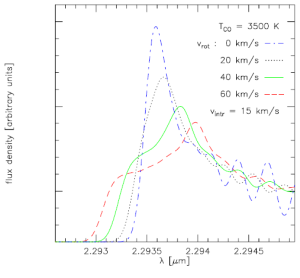 T_CO = 3500 K
v_rot : 0 km/s
20 km/s
40 km/s
60 km/s
v_intr = 15 km/s
flux density [arbitrary units]
2.293 2.2935 2.294 2.2945
λ [μm]